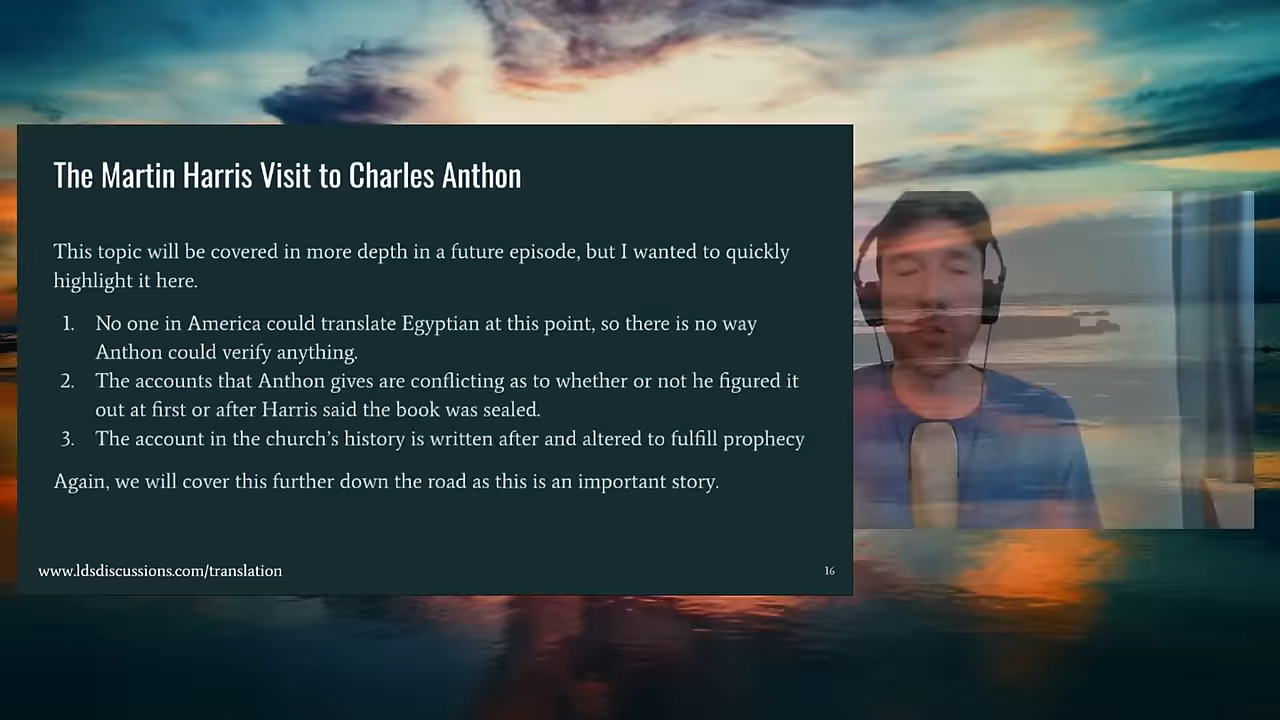 The Martin Harris Visit to Charles Anthon
This topic will be covered in more depth in a future episode, but I wanted to quickly
highlight it here.
1. No one in America could translate Egyptian at this point, so there is no way
Anthon could verify anything.
2. The accounts that Anthon gives are conflicting as to whether or not he figured it
out at first or after Harris said the book was sealed.
3. The account in the church's history is written after and altered to fulfill prophecy
Again, we will cover this further down the road as this is an important story.
www.ldsdiscussions.com/translation
16